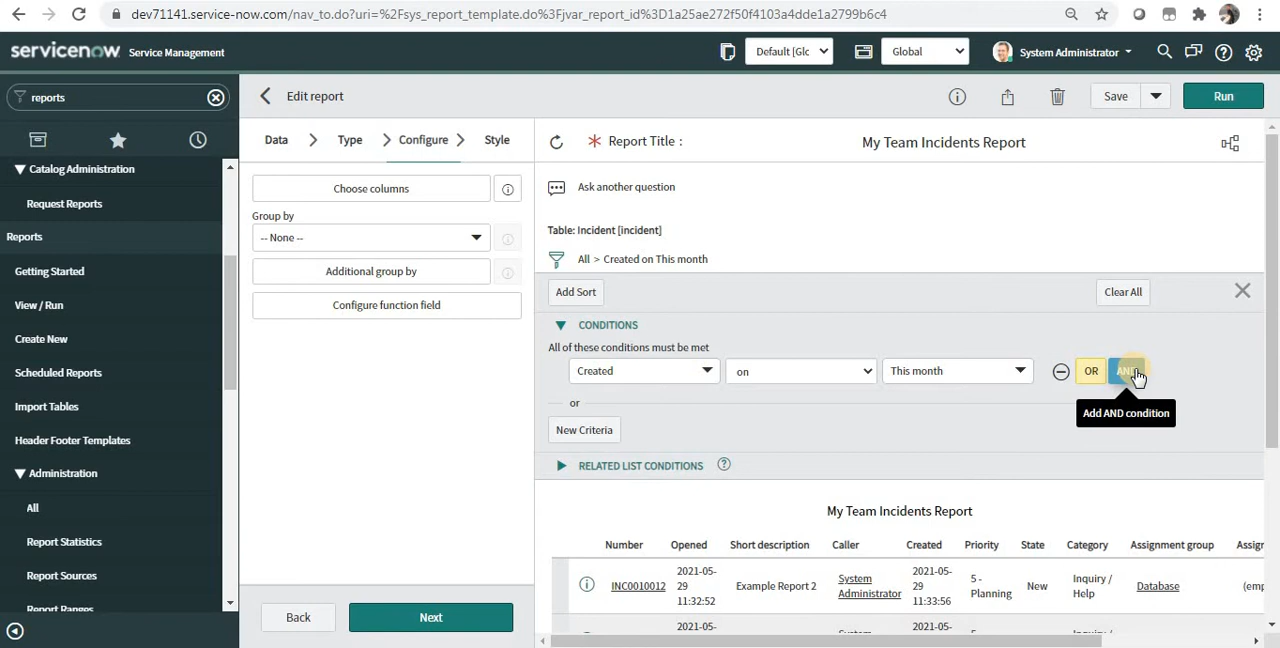 dev71141.service-now.com/nav_to.do?uri=%2Fsys_report_template.do%3Fjvar_report_id%3D1a25ae272f50f4103a4dde1a2799b6c4
servicenow Service Management
Default [Glc
Global
System Administrator
reports
Edit report
Save
Run
Catalog Administration
Request Reports
Reports
Getting Started
View / Run
Create New
Scheduled Reports
Import Tables
Header Footer Templates
Administration
All
Report Statistics
Report Sources
Report Ranges
Data
Type
Configure
Style
Choose columns
Group by
-- None --
Additional group by
Configure function field
Back
Next
Report Title :
My Team Incidents Report
Ask another question
Table: Incident [incident]
All > Created on This month
Add Sort
Clear All
CONDITIONS
All of these conditions must be met
Created
on
This month
OR
AND
Add AND condition
or
New Criteria
RELATED LIST CONDITIONS
My Team Incidents Report
Number Opened Short description Caller Created Priority State Category Assignment group Assign
INC0010012
2021-05-
29
11:32:52
Example Report 2
System
Administrator
2021-05-
29
11:33:56
5 -
Planning
New
Inquiry /
Help
Database
(emp
2021-05-
2021-05-